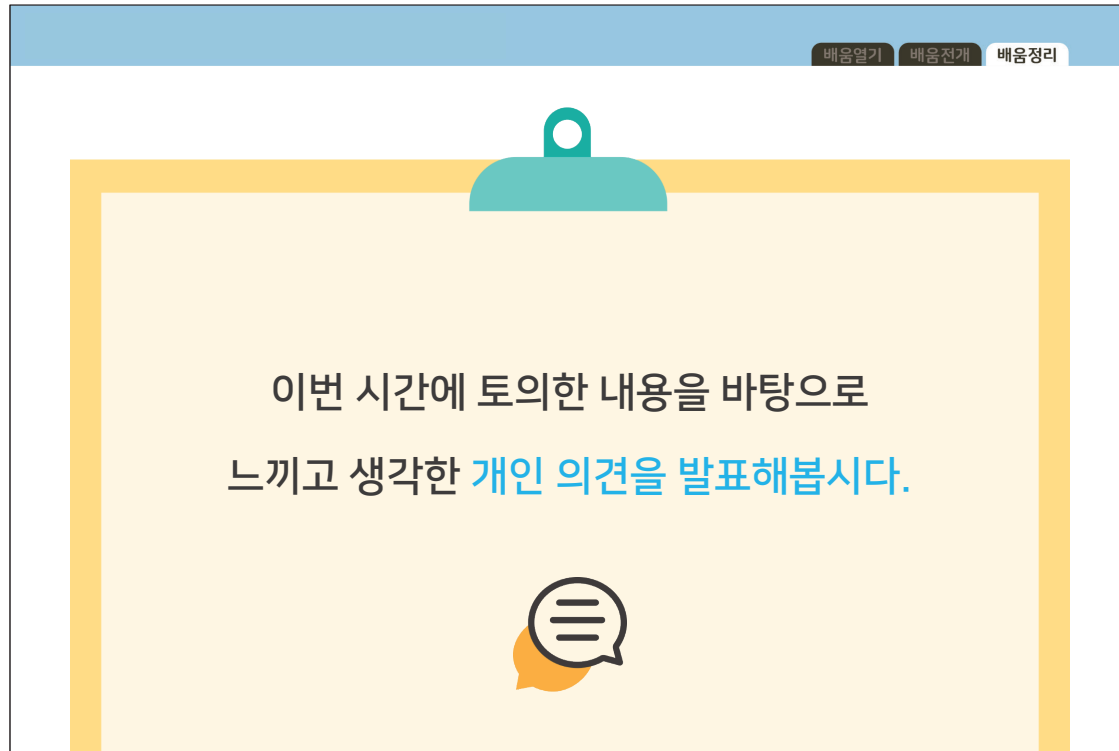 배움열기 배움전개 배움정리
이번 시간에 토의한 내용을 바탕으로
느끼고 생각한 개인 의견을 발표해봅시다.